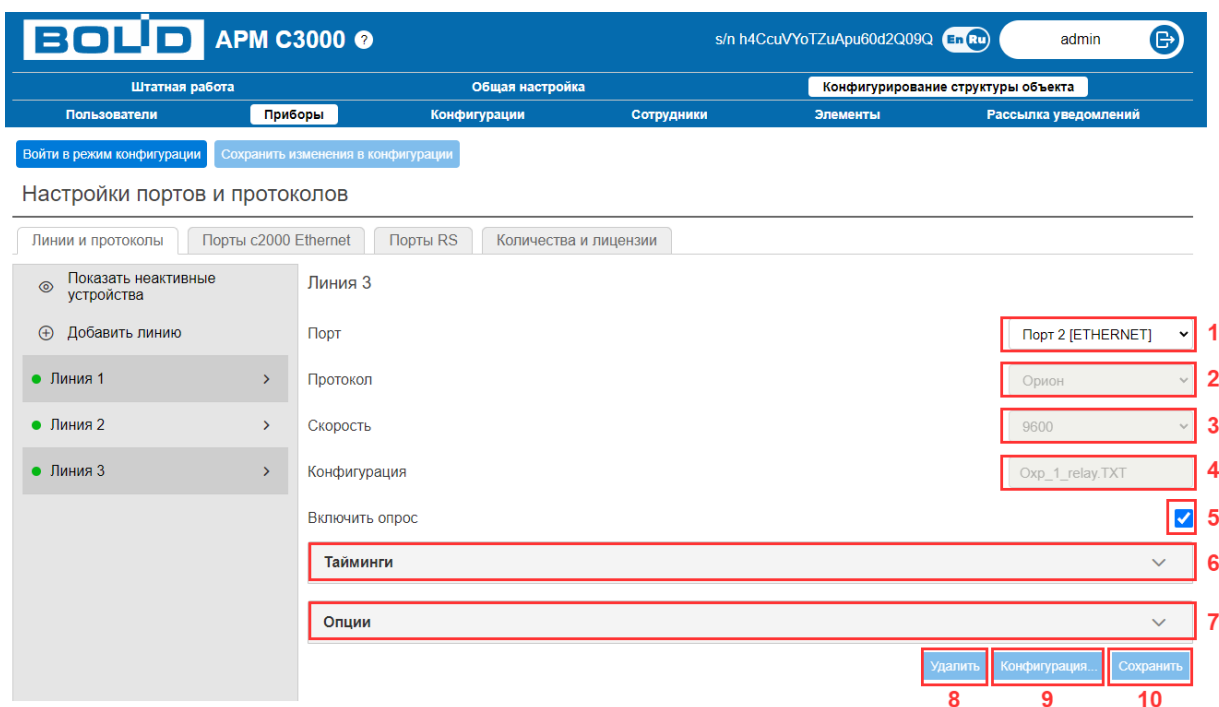 BOLID АРМ С3000 ? s/n h4CcuVYoTZuApu60d2Q09Q En Ru admin
Штатная работа Общая настройка Конфигурирование структуры объекта
Пользователи Приборы Конфигурации Сотрудники Элементы Рассылка уведомлений
Войти в режим конфигурации Сохранить изменения в конфигурации
Настройки портов и протоколов
Линии и протоколы Порты с2000 Ethernet Порты RS Количества и лицензии
Показать неактивные
устройства
Добавить линию
Линия 1
Линия 2
Линия 3
Линия 3
Порт Порт 2 [ETHERNET] 1
Протокол Орион 2
Скорость 9600 3
Конфигурация Oxp_1_relay.TXT 4
Включить опрос 5
Тайминги 6
Опции 7
Удалить Конфигурация... Сохранить
8 9 10